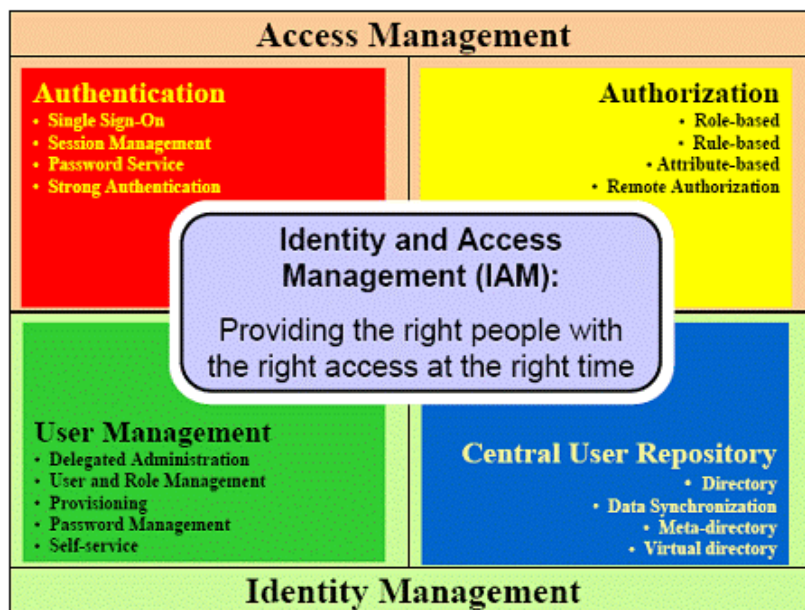 Access Management
Authentication
• Single Sign-On
• Session Management
• Password Service
• Strong Authentication
Authorization
• Role-based
• Rule-based
• Attribute-based
• Remote Authorization
Identity and Access
Management (IAM):
Providing the right people with
the right access at the right time
User Management
• Delegated Administration
• User and Role Management
• Provisioning
• Password Management
• Self-service
Central User Repository
• Directory
• Data Synchronization
• Meta-directory
• Virtual directory
Identity Management